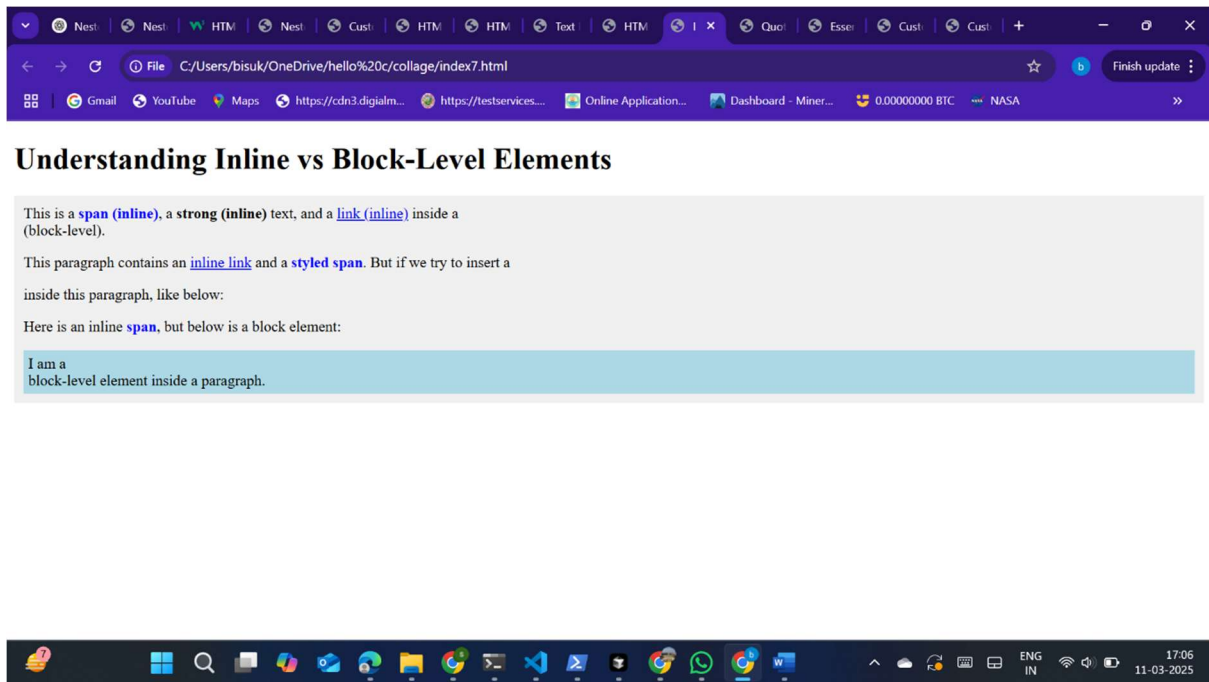 Nest
Nest
HTM
Nest
Cust
HTM
HTM
Text
HTM
I
Quot
Esser
Cust
Cust
File C:/Users/bisuk/OneDrive/hello%20c/collage/index7.html
b
Finish update
Gmail
YouTube
Maps
https://cdn3.digialm...
https://testservices....
Online Application...
Dashboard - Miner...
0.00000000 BTC
NASA
Understanding Inline vs Block-Level Elements
This is a span (inline), a strong (inline) text, and a link (inline) inside a
(block-level).
This paragraph contains an inline link and a styled span. But if we try to insert a
inside this paragraph, like below:
Here is an inline span, but below is a block element:
I am a
block-level element inside a paragraph.
7
ENG
IN
17:06
11-03-2025